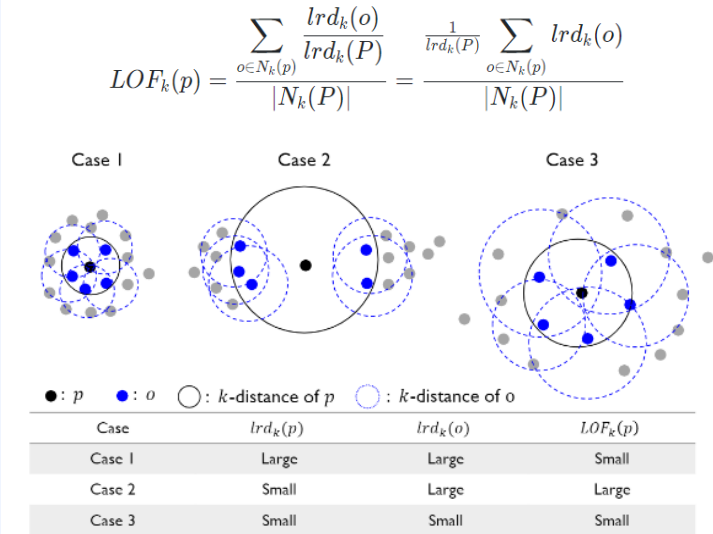 LOF_k(p) = \frac{\sum_{o∈N_k(p)} \frac{lrd_k(o)}{lrd_k(P)}}{|N_k(P)|} = \frac{\frac{1}{lrd_k(P)} \sum_{o∈N_k(p)} lrd_k(o)}{|N_k(P)|}
Case 1 Case 2 Case 3
: p : o : k-distance of p : k-distance of o
Case lrd_k(p) lrd_k(o) LOF_k(p)
Case 1 Large Large Small
Case 2 Small Large Large
Case 3 Small Small Small